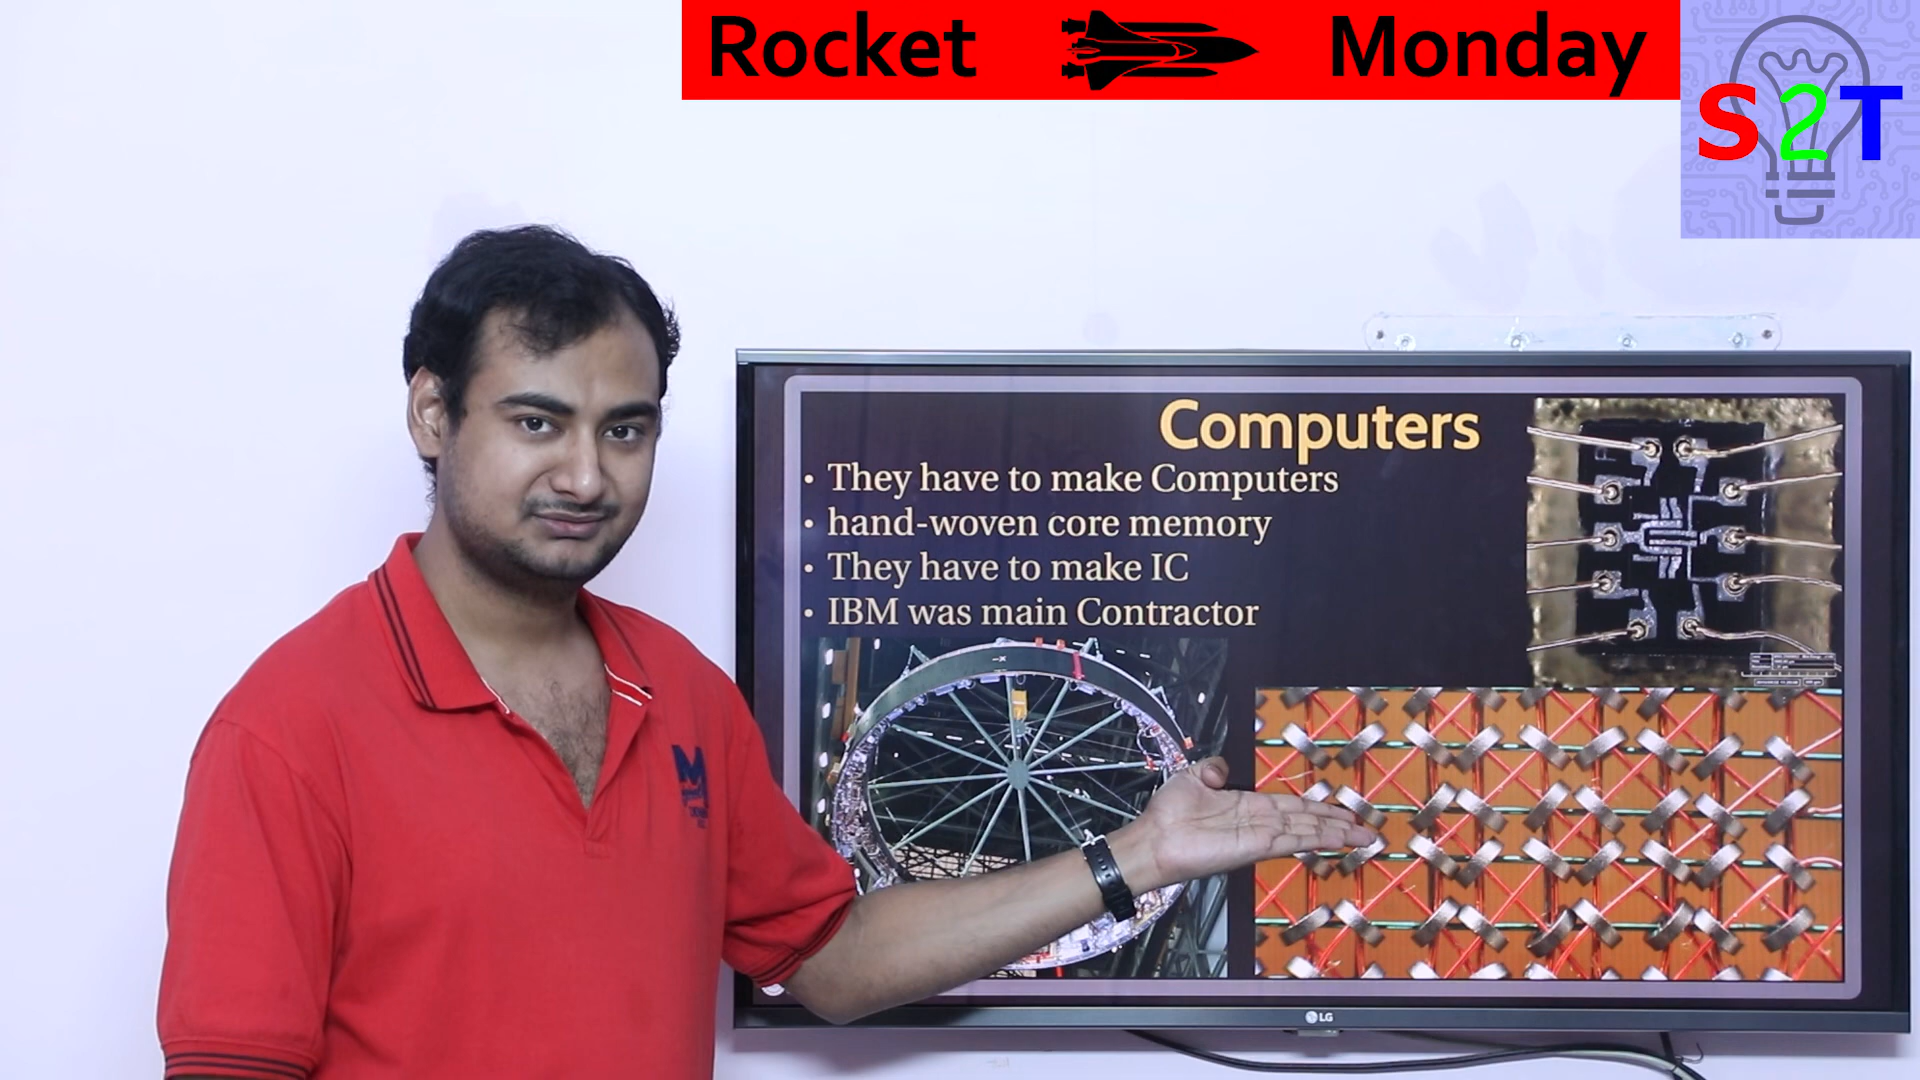 Rocket Monday
S2T
Computers
• They have to make Computers
• hand-woven core memory
• They have to make IC
• IBM was main Contractor
LG